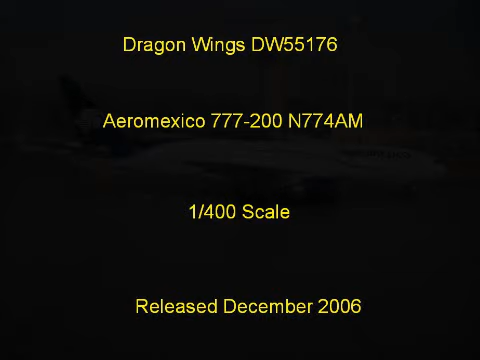 Dragon Wings DW55176
Aeromexico 777-200 N774AM
1/400 Scale
Released December 2006